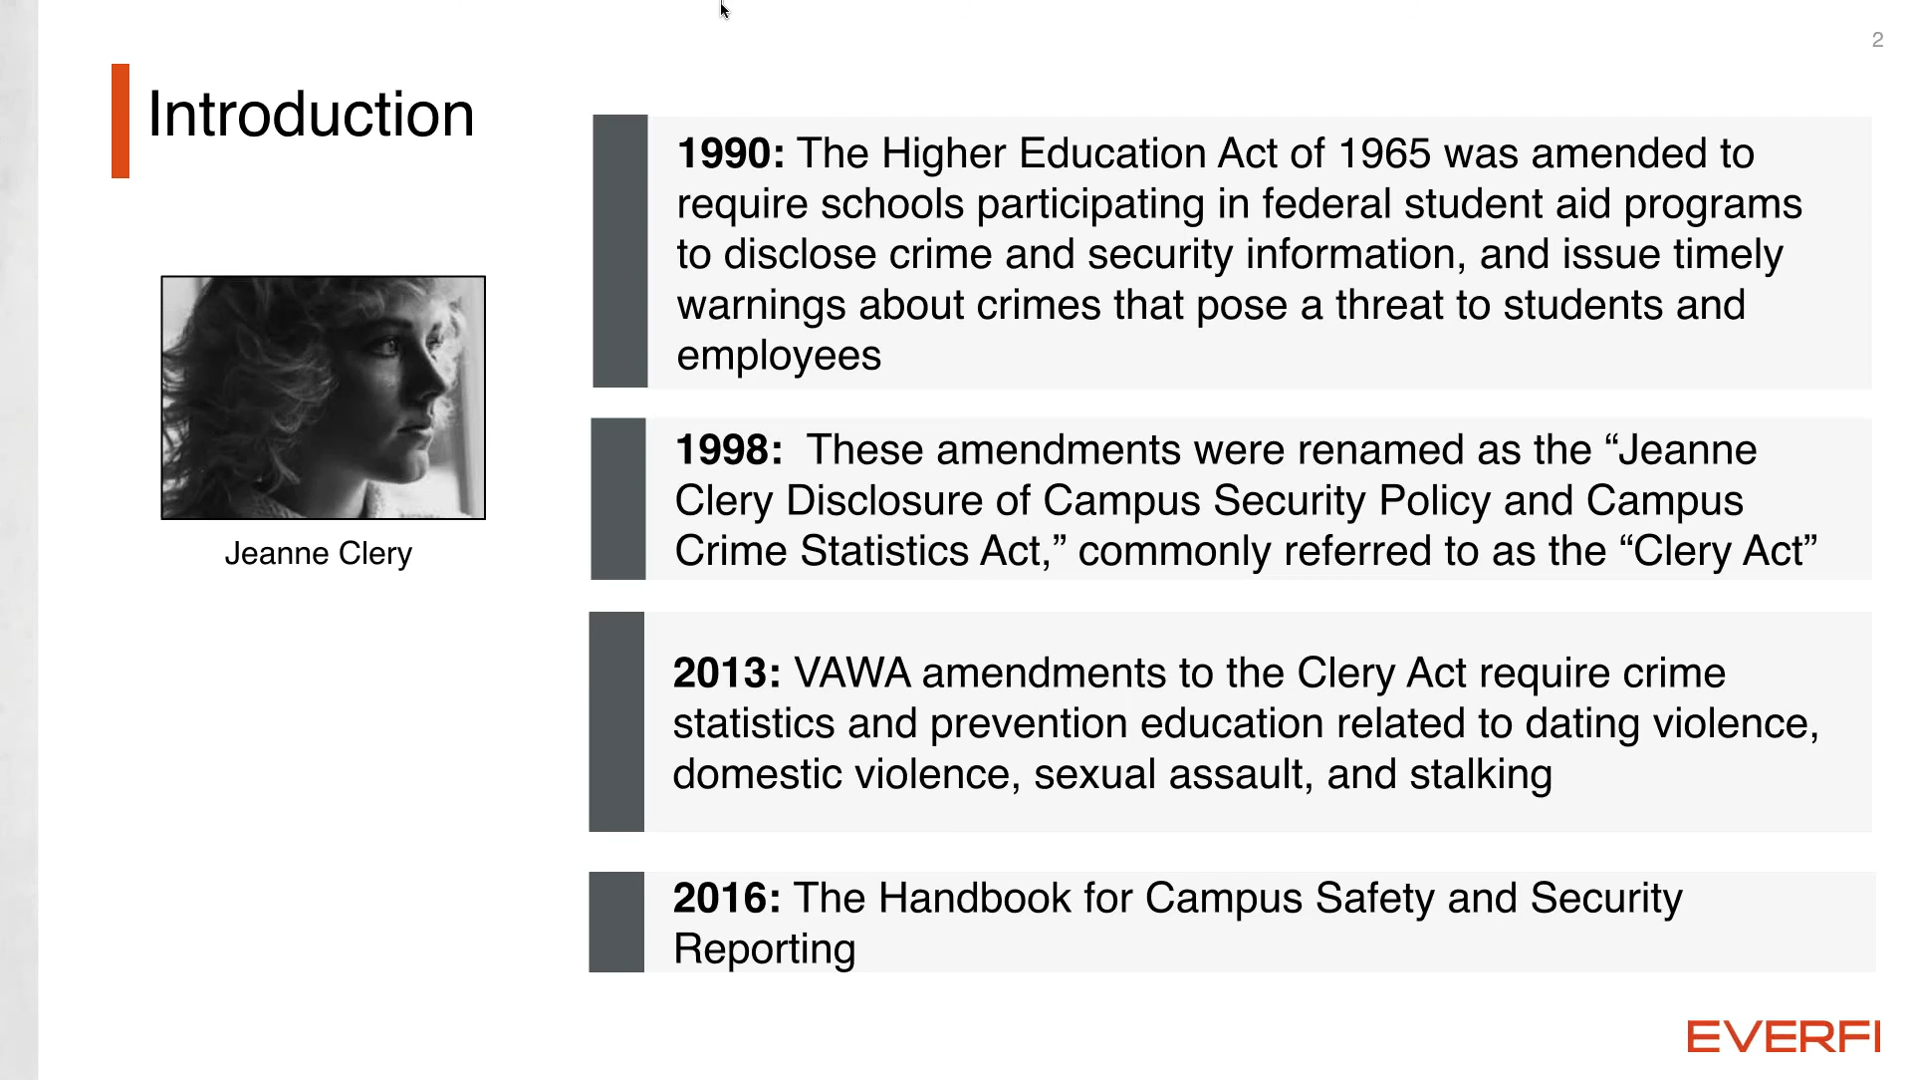 2
Introduction
Jeanne Clery
1990: The Higher Education Act of 1965 was amended to
require schools participating in federal student aid programs
to disclose crime and security information, and issue timely
warnings about crimes that pose a threat to students and
employees
1998:  These amendments were renamed as the “Jeanne
Clery Disclosure of Campus Security Policy and Campus
Crime Statistics Act,” commonly referred to as the “Clery Act”
2013: VAWA amendments to the Clery Act require crime
statistics and prevention education related to dating violence,
domestic violence, sexual assault, and stalking
2016: The Handbook for Campus Safety and Security
Reporting
EVERFI